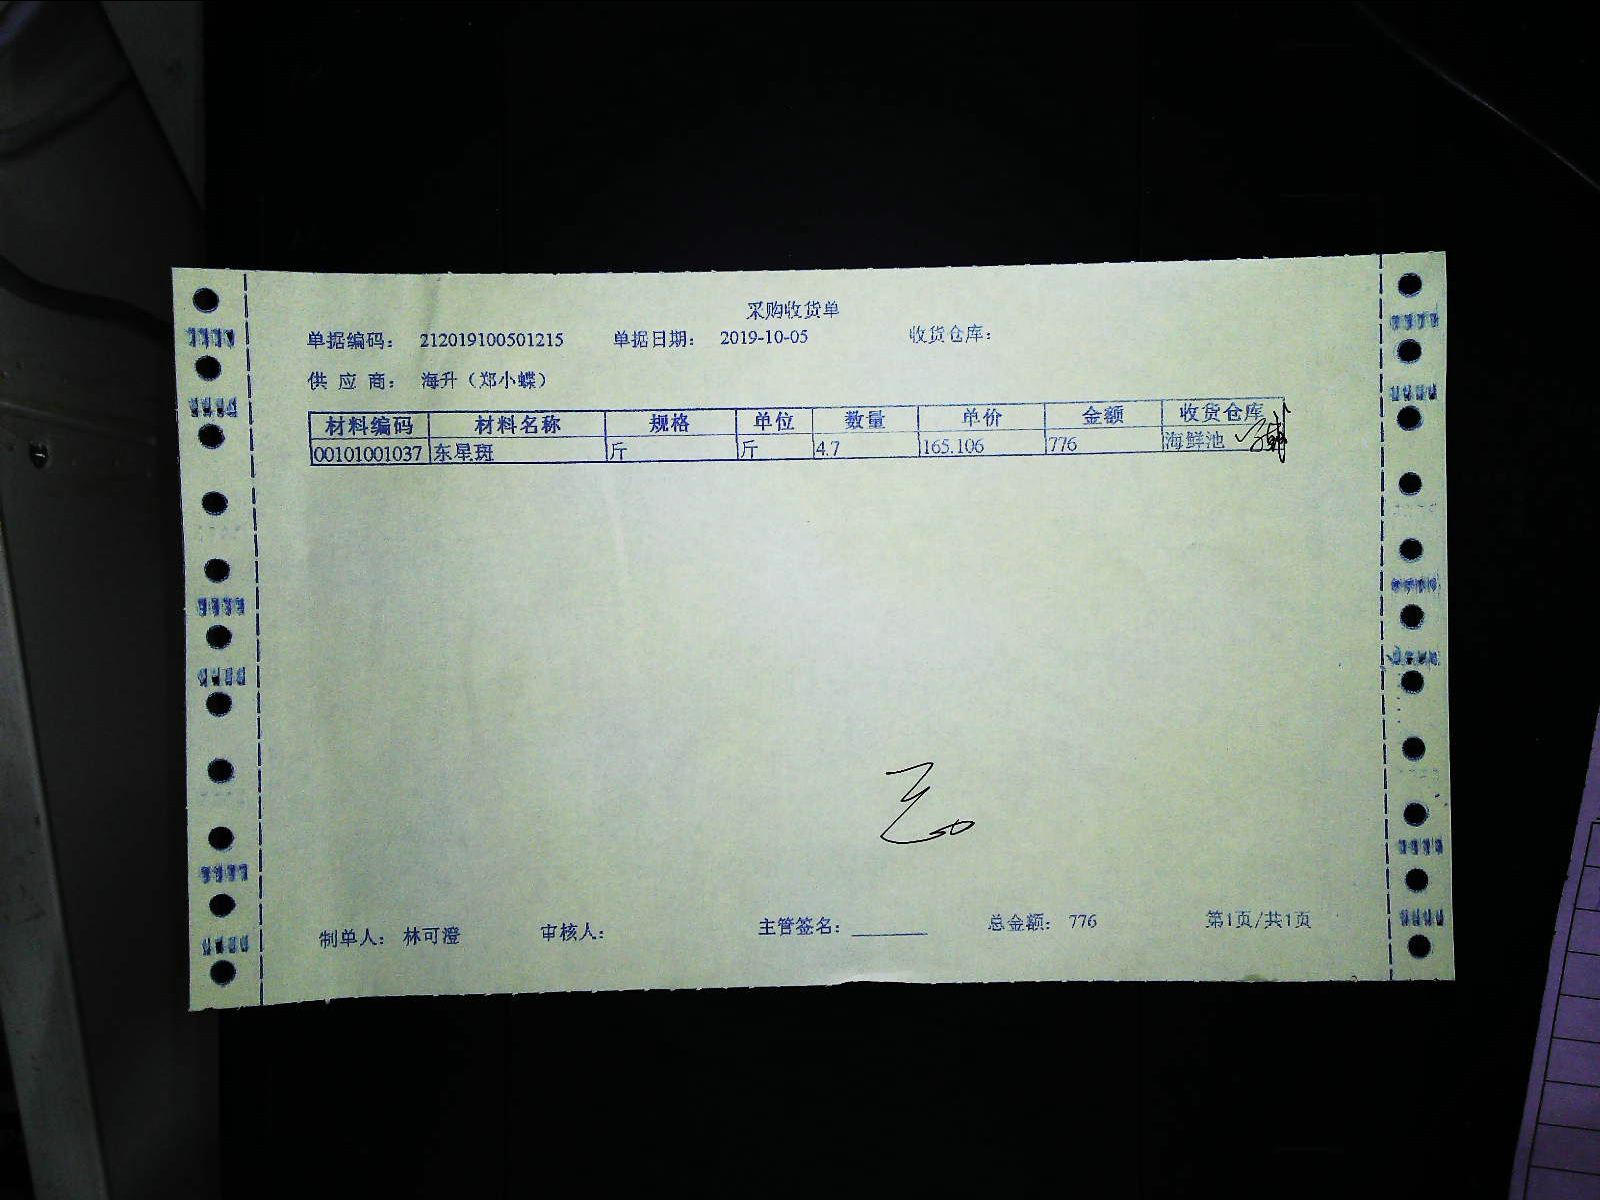 采购收货单
单据编码： 212019100501215 单据日期： 2019-10-05 收货仓库：
供 应 商： 海升（郑小蝶）
材料编码 材料名称 规格 单位 数量 单价 金额 收货仓库
00101001037 东星斑 斤 斤 4.7 165.106 776 海鲜池
制单人： 林可澄 审核人： 主管签名：________ 总金额： 776 第1页/共1页